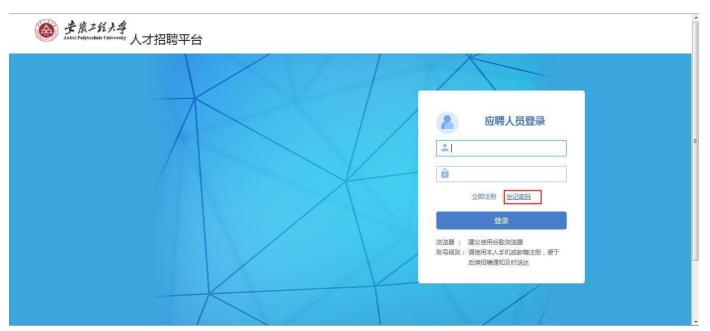 安徽工程大学
Anhui Polytechnic University
人才招聘平台
应聘人员登录
立即注册 忘记密码
登录
浏览器 : 建议使用谷歌浏览器
账号规则 : 请使用本人手机或邮箱注册,便于
后续招聘通知及时送达